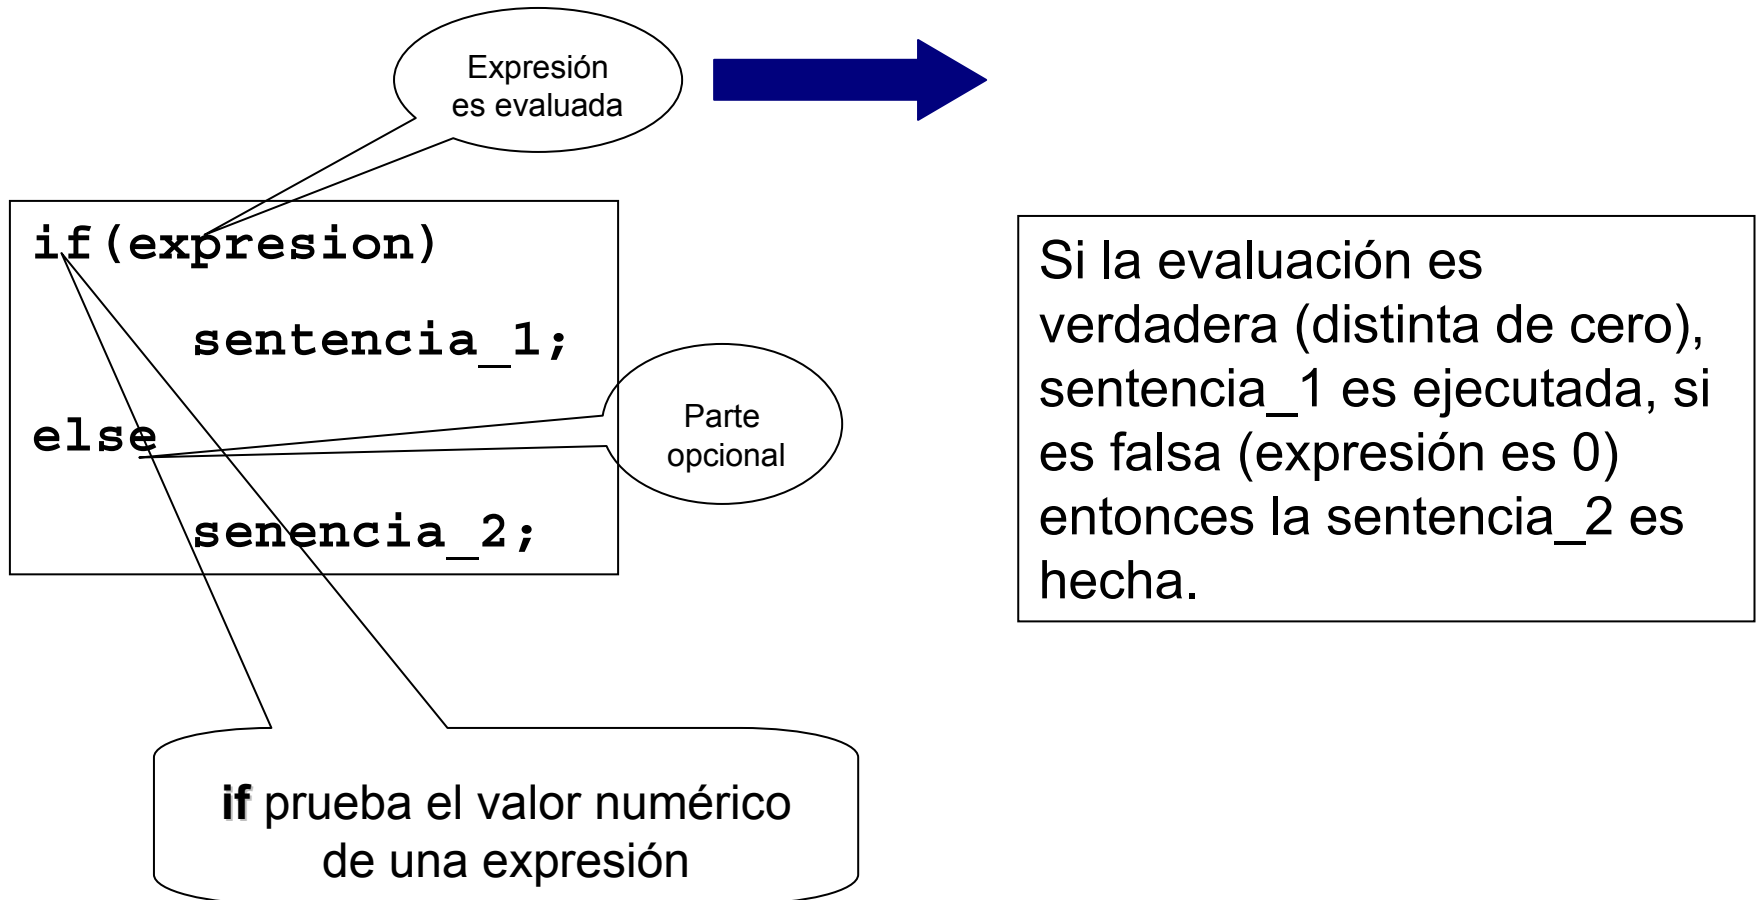 Expresión
es evaluada
if(expresion)
sentencia_1;
else
senencia_2;
Parte
opcional
if prueba el valor numérico
de una expresión
Si la evaluación es
verdadera (distinta de cero),
sentencia_1 es ejecutada, si
es falsa (expresión es 0)
entonces la sentencia_2 es
hecha.